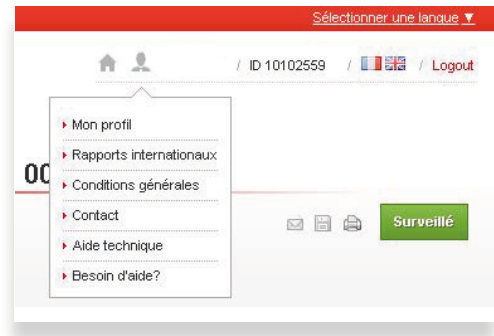 Sélectionner une langue ▼
/ ID 10102559 / / Logout
Mon profil
Rapports internationaux
00
Conditions générales
Contact
Surveillé
Aide technique
Besoin d'aide?